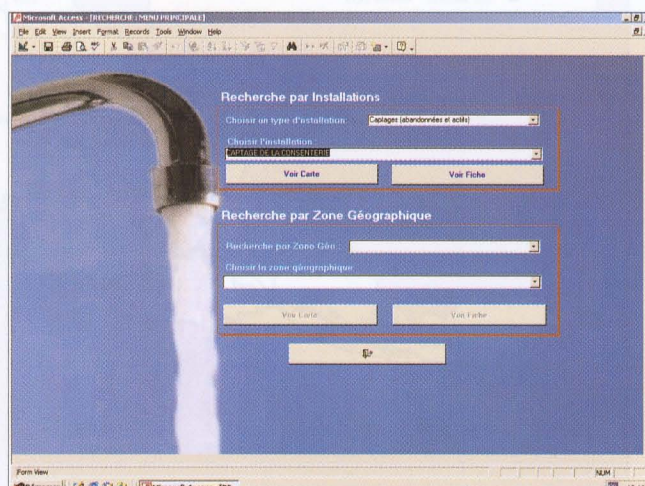 Microsoft Access - [RECHERCHE : MENU PRINCIPALE]
File Edit View Insert Format Records Tools Window Help
Recherche par Installations
Choisir un type d'installation:
Captages (abandonnées et actifs)
Choisir l'installation
CAPTAGE DE LA CONSENTERIE
Voir Carte
Voir Fiche
Recherche par Zone Géographique
Recherche par Zone Géo :
Choisir la zone géographique
Voir Carte
Voir Fiche
Form View
NUM